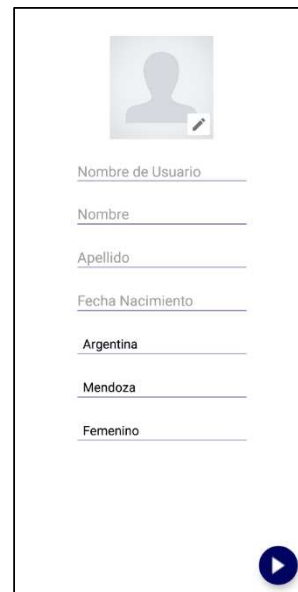 Nombre de Usuario
Nombre
Apellido
Fecha Nacimiento
Argentina
Mendoza
Femenino